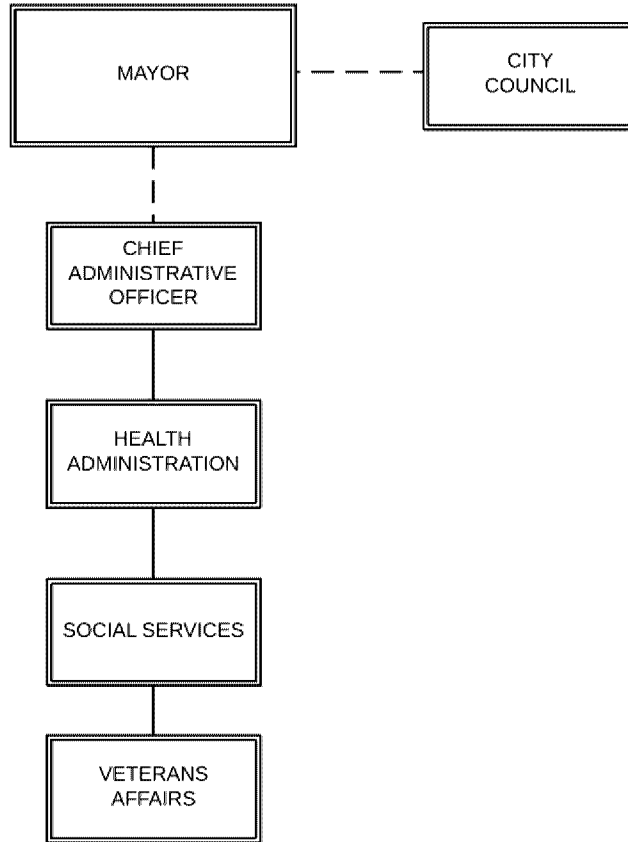 MAYOR
CITY
COUNCIL
CHIEF
ADMINISTRATIVE
OFFICER
HEALTH
ADMINISTRATION
SOCIAL SERVICES
VETERANS
AFFAIRS